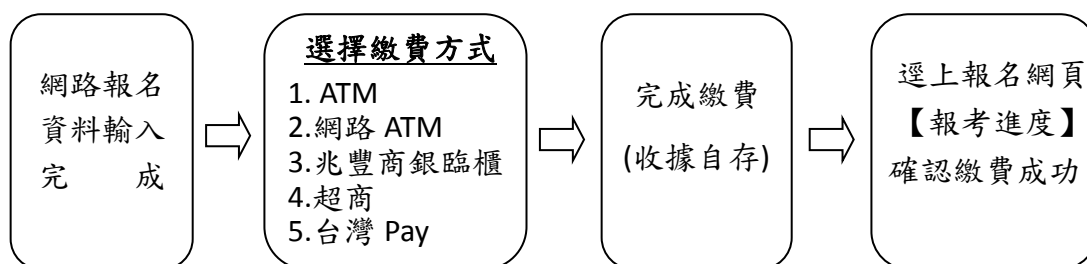 網路報名
資料輸入
完　　成
選擇繳費方式
1. ATM
2.網路 ATM
3.兆豐商銀臨櫃
4.超商
5.台灣 Pay
完成繳費
(收據自存)
逕上報名網頁
【報考進度】
確認繳費成功